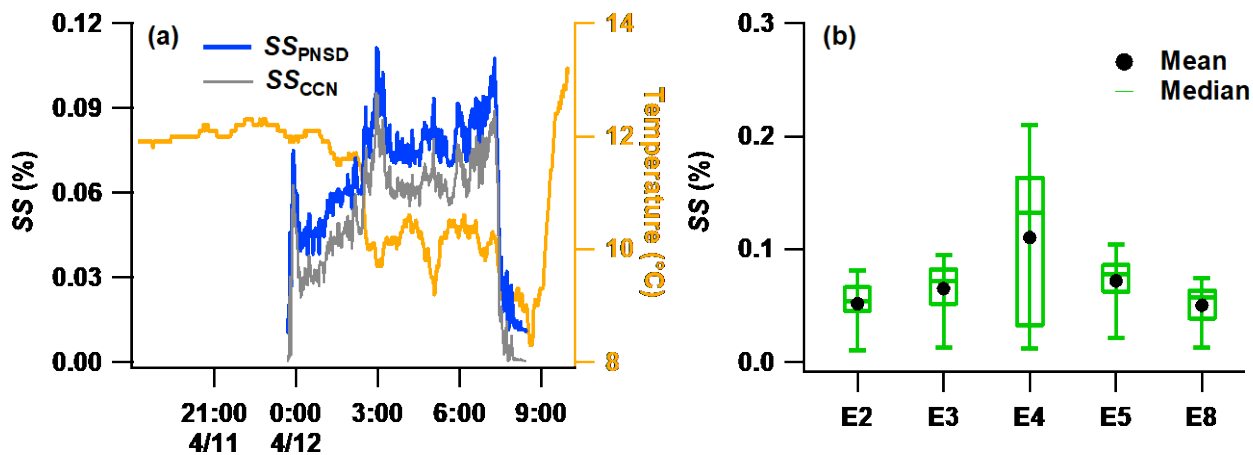 (a)
SS_PNSD
SS_CCN
SS (%)
0.12
0.09
0.06
0.03
0.00
14
12
10
8
Temperature (°C)
21:00 0:00 3:00 6:00 9:00
4/11 4/12
(b)
Mean
Median
SS (%)
0.3
0.2
0.1
0.0
E2 E3 E4 E5 E8